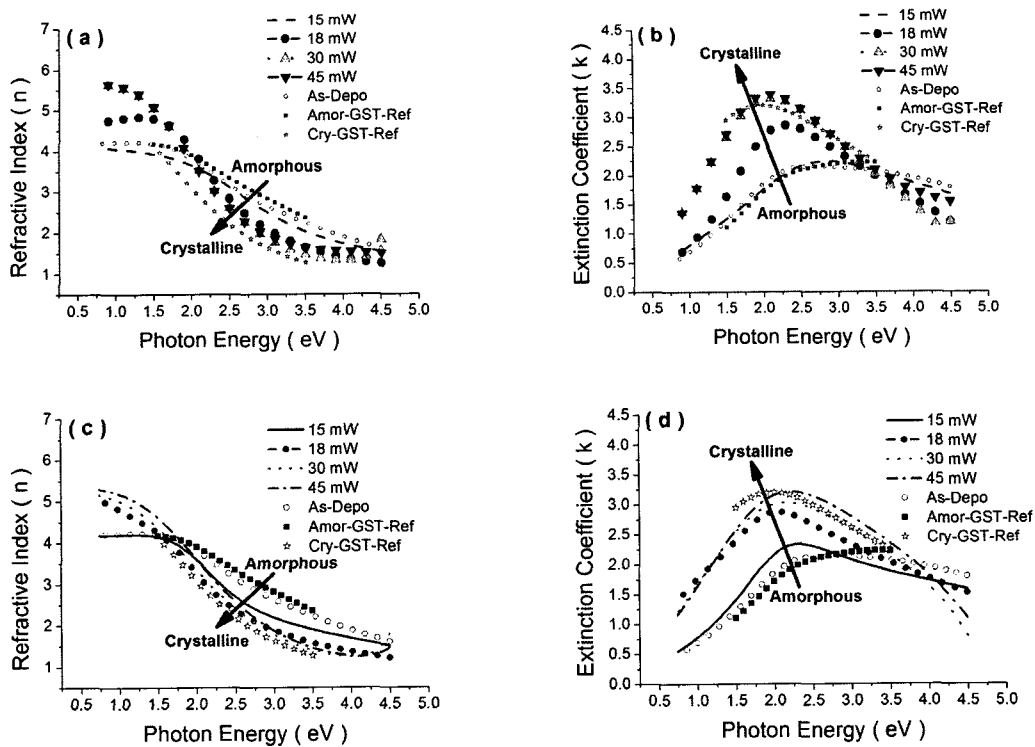 ( a )
15 mW
18 mW
30 mW
45 mW
As-Depo
Amor-GST-Ref
Cry-GST-Ref
Amorphous
Crystalline
Refractive Index ( n )
7
6
5
4
3
2
1
0.5 1.0 1.5 2.0 2.5 3.0 3.5 4.0 4.5 5.0
Photon Energy ( eV )
( b )
15 mW
18 mW
30 mW
45 mW
As-Depo
Amor-GST-Ref
Cry-GST-Ref
Crystalline
Amorphous
Extinction Coefficient ( k )
4.5
4.0
3.5
3.0
2.5
2.0
1.5
1.0
0.5
0.0
0.5 1.0 1.5 2.0 2.5 3.0 3.5 4.0 4.5 5.0
Photon Energy ( eV )
( c )
15 mW
18 mW
30 mW
45 mW
As-Depo
Amor-GST-Ref
Cry-GST-Ref
Amorphous
Crystalline
Refractive Index ( n )
7
6
5
4
3
2
1
0.5 1.0 1.5 2.0 2.5 3.0 3.5 4.0 4.5 5.0
Photon Energy ( eV )
( d )
15 mW
18 mW
30 mW
45 mW
As-Depo
Amor-GST-Ref
Cry-GST-Ref
Crystalline
Amorphous
Extinction Coefficient ( k )
4.5
4.0
3.5
3.0
2.5
2.0
1.5
1.0
0.5
0.0
0.5 1.0 1.5 2.0 2.5 3.0 3.5 4.0 4.5 5.0
Photon Energy ( eV )